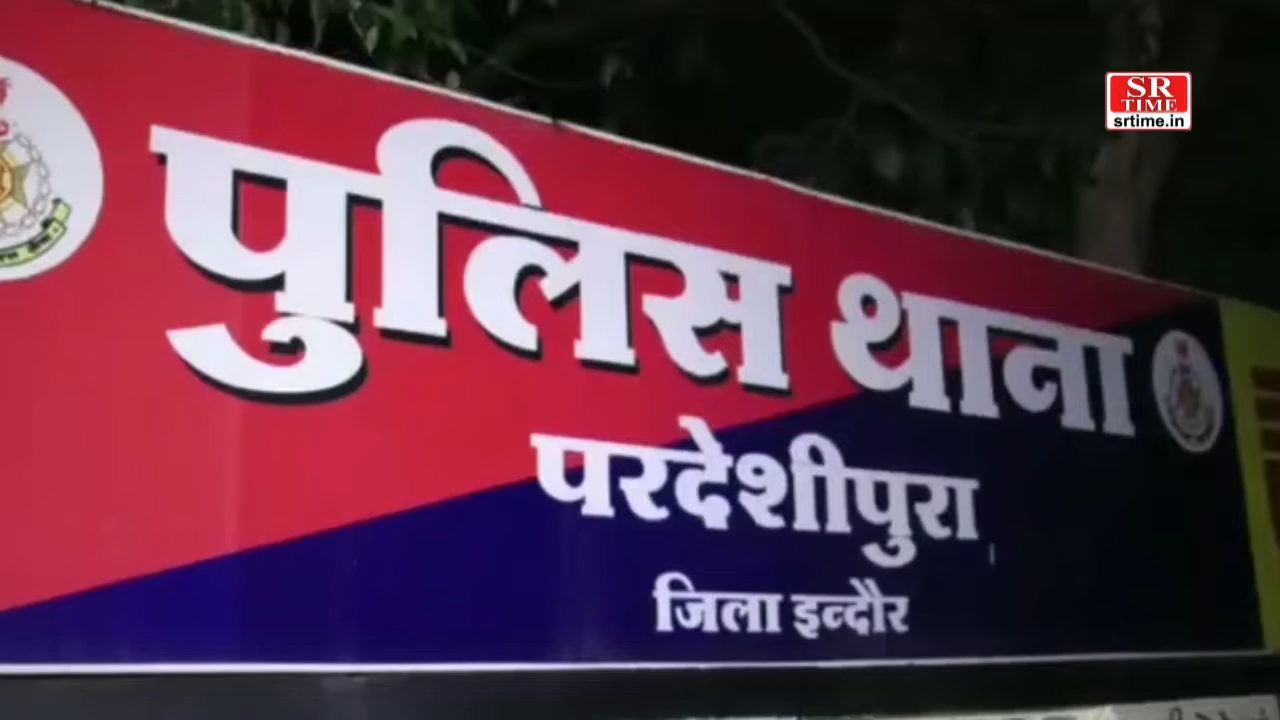 SR
TIME
srtime.in
पुलिस थाना
परदेशीपुरा
जिला इन्दौर